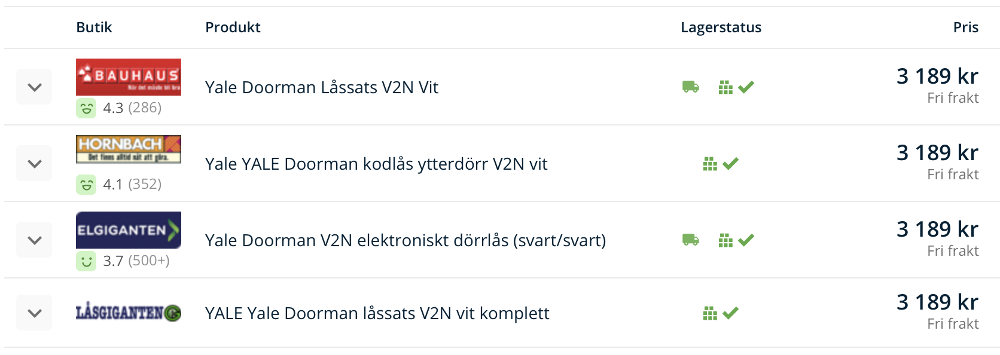 Butik Produkt Lagerstatus Pris
BAUHAUS
När det måste bli bra
Yale Doorman Låssats V2N Vit
3 189 kr
Fri frakt
4.3 (286)
HORNBACH
Det finns alltid nåt att göra.
Yale YALE Doorman kodlås ytterdörr V2N vit
3 189 kr
Fri frakt
4.1 (352)
ELGIGANTEN
Yale Doorman V2N elektroniskt dörrlås (svart/svart)
3 189 kr
Fri frakt
3.7 (500+)
LÅSGIGANTEN
YALE Yale Doorman låssats V2N vit komplett
3 189 kr
Fri frakt